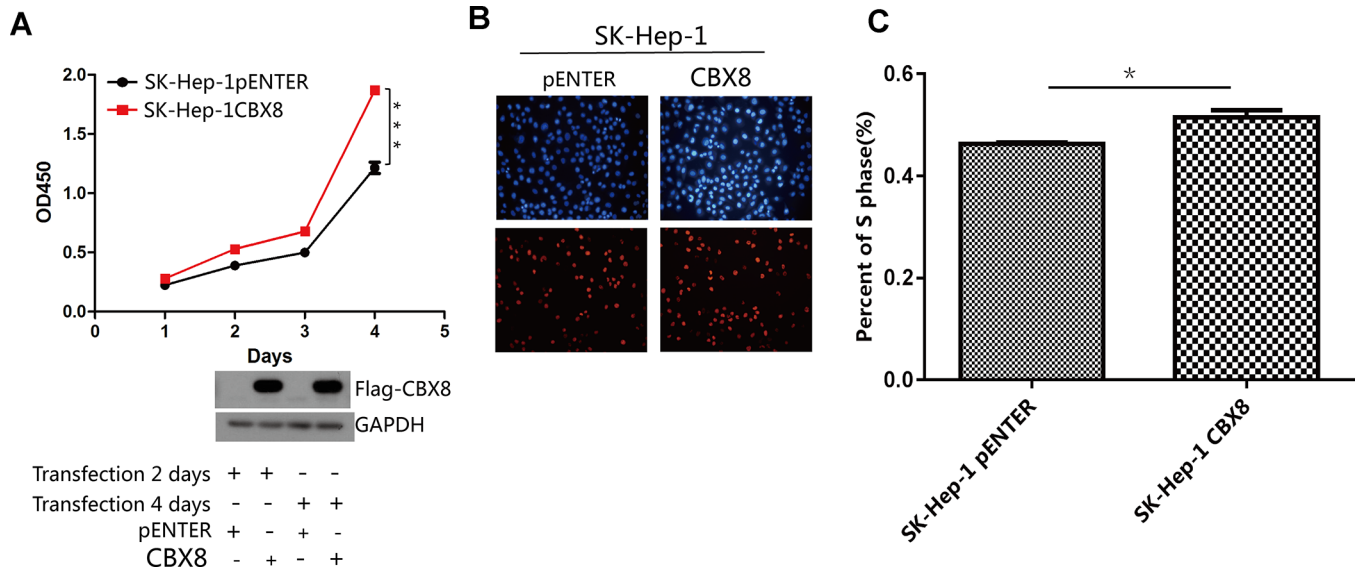 A
2.0
1.5
1.0
0.5
0.0
OD450
SK-Hep-1pENTER
SK-Hep-1CBX8
***
0 1 2 3 4 5
Days
Flag-CBX8
GAPDH
Transfection 2 days + + - -
Transfection 4 days - - + +
pENTER + - + -
CBX8 - + - +
B
SK-Hep-1
pENTER CBX8
C
0.6
0.4
0.2
0.0
Percent of S phase(%)
*
SK-Hep-1 pENTER
SK-Hep-1 CBX8